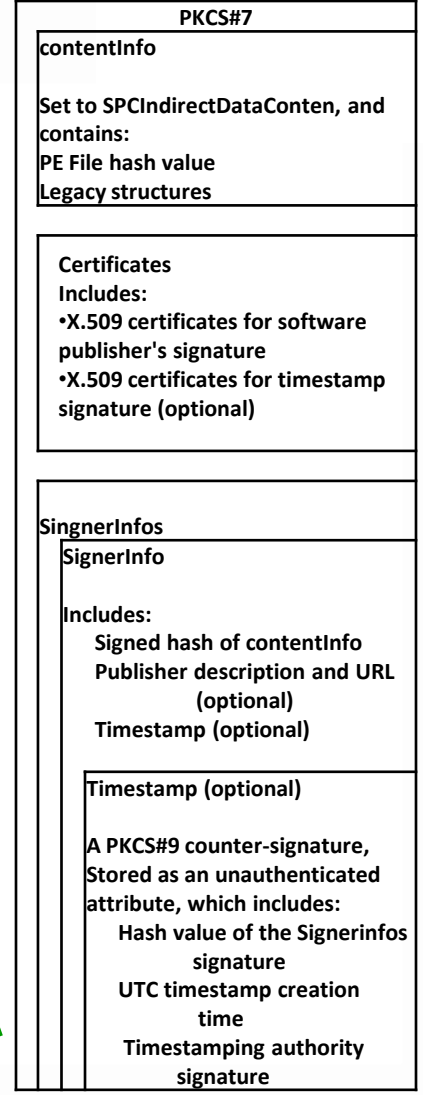 PKCS#7
contentInfo
Set to SPCIndirectDataConten, and
contains:
PE File hash value
Legacy structures
Certificates
Includes:
•X.509 certificates for software
publisher's signature
•X.509 certificates for timestamp
signature (optional)
SingnerInfos
SignerInfo
Includes:
Signed hash of contentInfo
Publisher description and URL
(optional)
Timestamp (optional)
Timestamp (optional)
A PKCS#9 counter-signature,
Stored as an unauthenticated
attribute, which includes:
Hash value of the Signerinfos
signature
UTC timestamp creation
time
Timestamping authority
signature